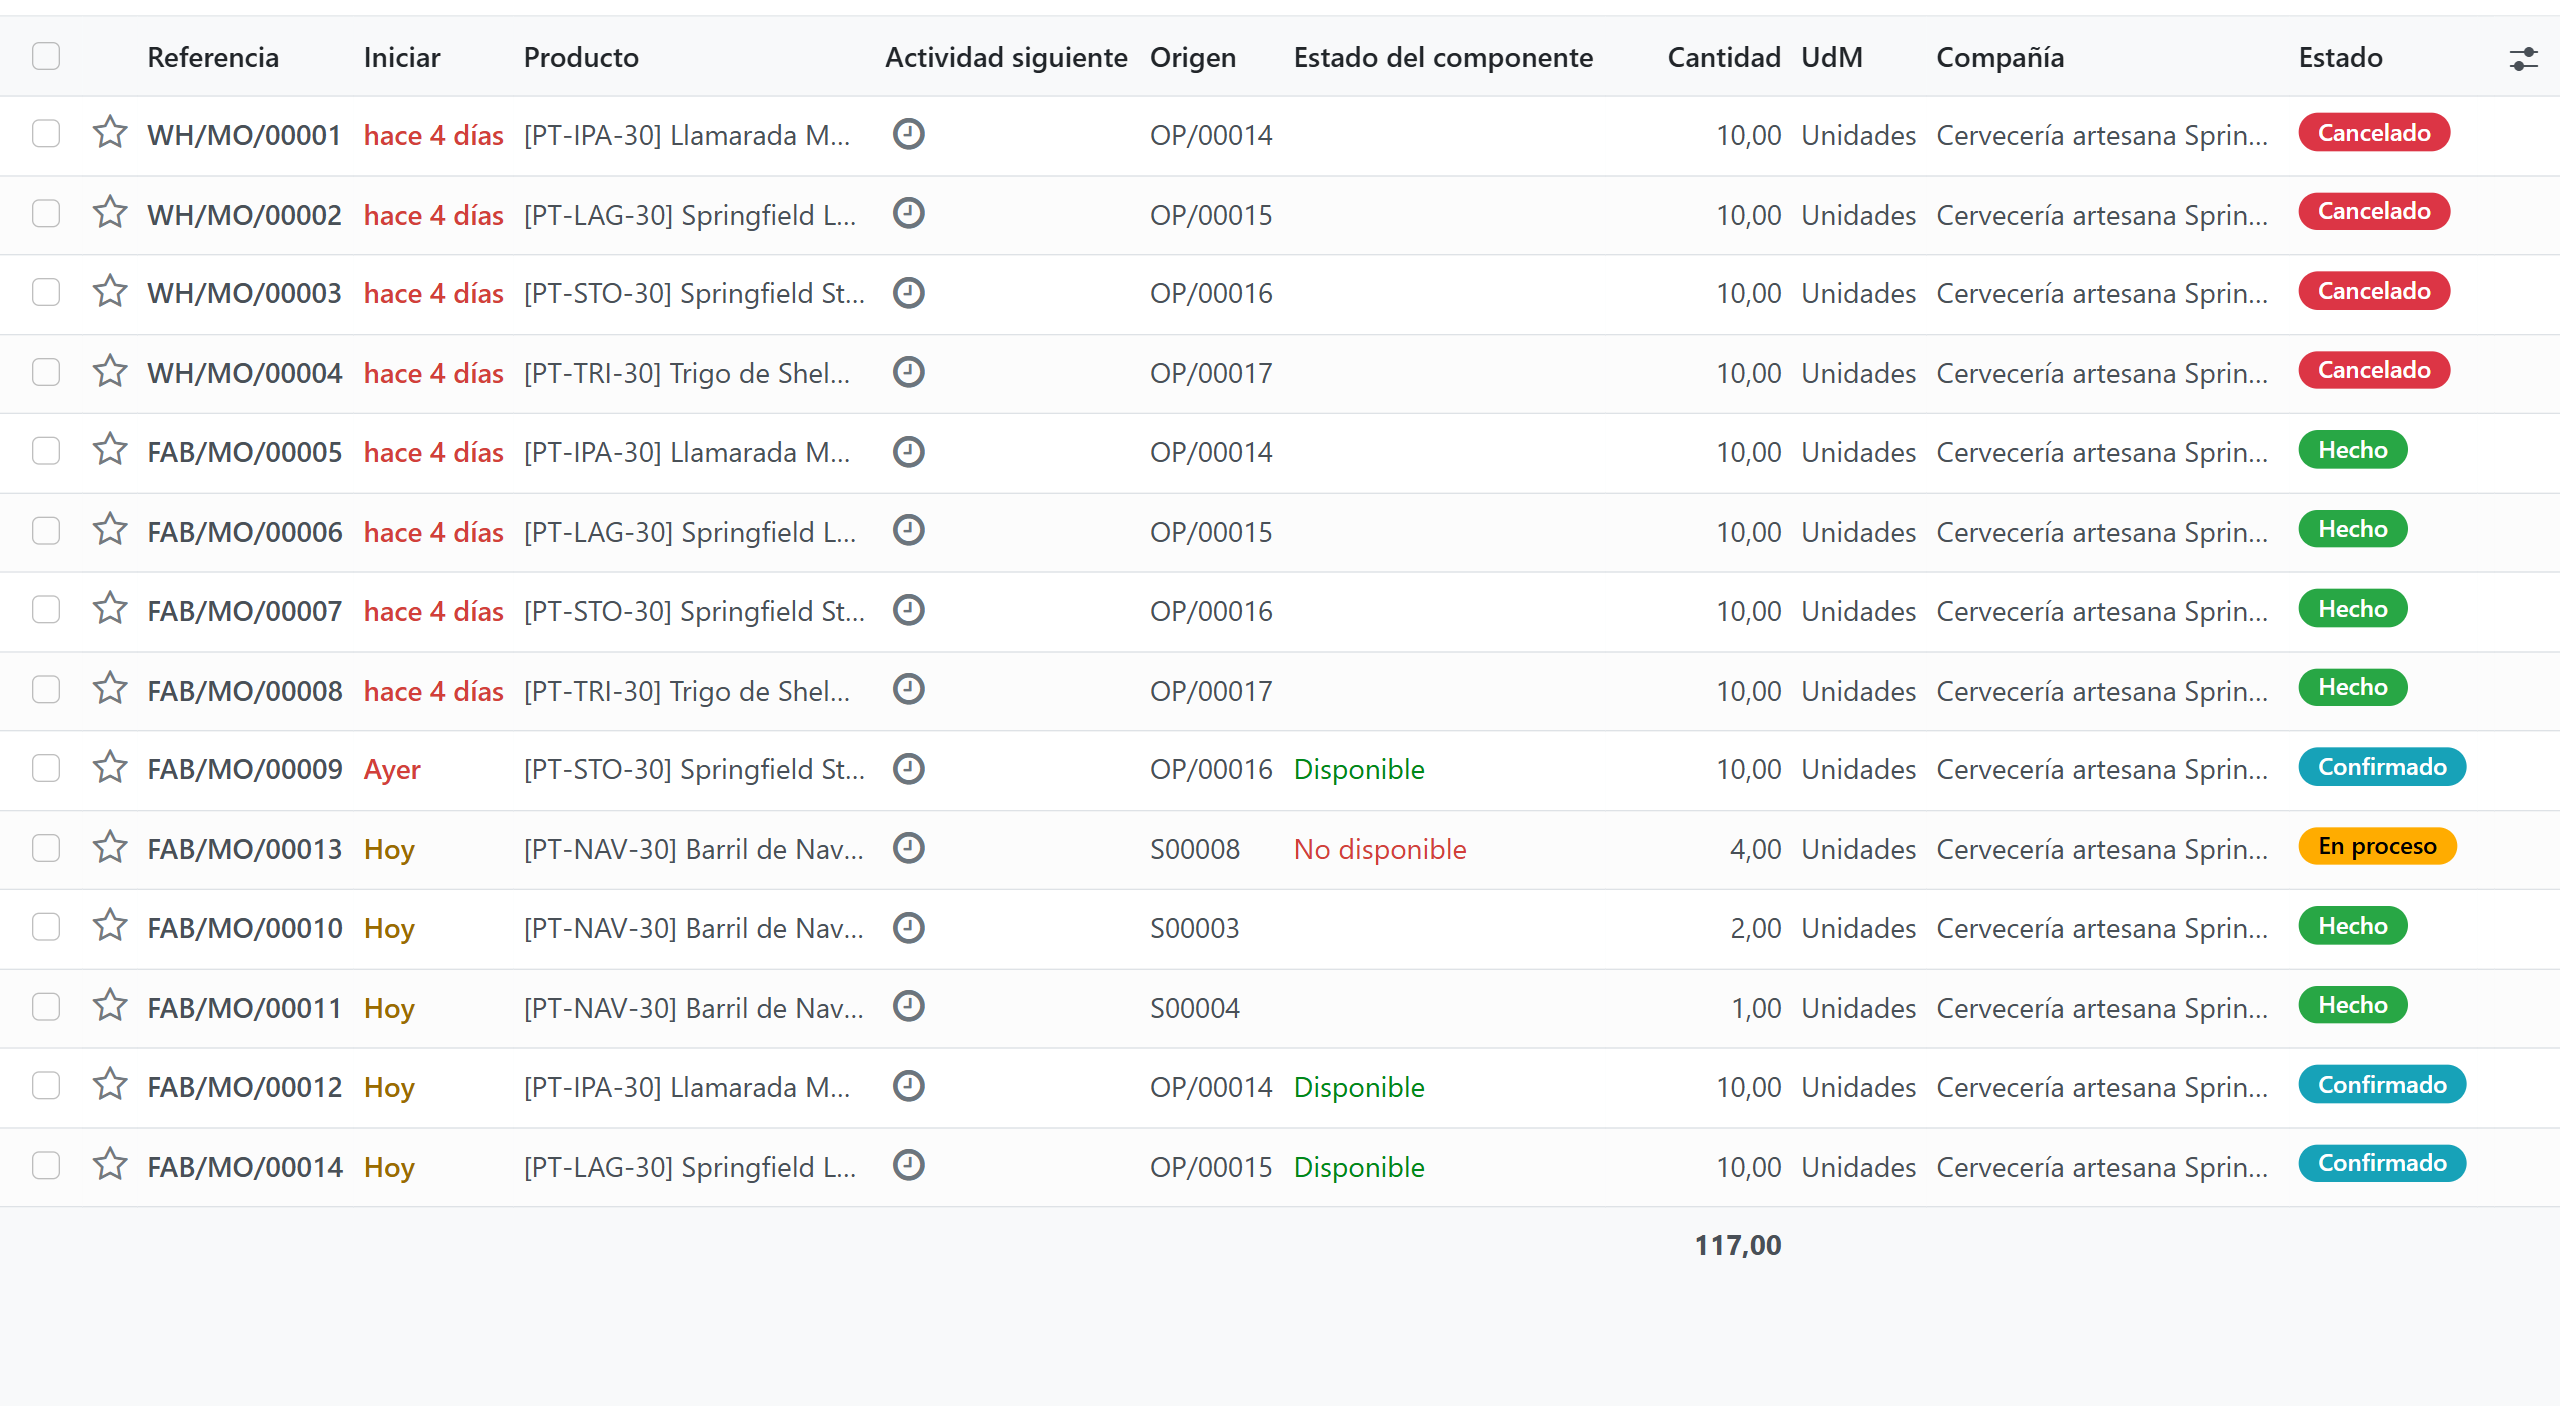 Referencia Iniciar Producto Actividad siguiente Origen Estado del componente Cantidad UdM Compañía Estado
WH/MO/00001 hace 4 días [PT-IPA-30] Llamarada M... OP/00014 10,00 Unidades Cervecería artesana Sprin... Cancelado
WH/MO/00002 hace 4 días [PT-LAG-30] Springfield L... OP/00015 10,00 Unidades Cervecería artesana Sprin... Cancelado
WH/MO/00003 hace 4 días [PT-STO-30] Springfield St... OP/00016 10,00 Unidades Cervecería artesana Sprin... Cancelado
WH/MO/00004 hace 4 días [PT-TRI-30] Trigo de Shel... OP/00017 10,00 Unidades Cervecería artesana Sprin... Cancelado
FAB/MO/00005 hace 4 días [PT-IPA-30] Llamarada M... OP/00014 10,00 Unidades Cervecería artesana Sprin... Hecho
FAB/MO/00006 hace 4 días [PT-LAG-30] Springfield L... OP/00015 10,00 Unidades Cervecería artesana Sprin... Hecho
FAB/MO/00007 hace 4 días [PT-STO-30] Springfield St... OP/00016 10,00 Unidades Cervecería artesana Sprin... Hecho
FAB/MO/00008 hace 4 días [PT-TRI-30] Trigo de Shel... OP/00017 10,00 Unidades Cervecería artesana Sprin... Hecho
FAB/MO/00009 Ayer [PT-STO-30] Springfield St... OP/00016 Disponible 10,00 Unidades Cervecería artesana Sprin... Confirmado
FAB/MO/00013 Hoy [PT-NAV-30] Barril de Nav... S00008 No disponible 4,00 Unidades Cervecería artesana Sprin... En proceso
FAB/MO/00010 Hoy [PT-NAV-30] Barril de Nav... S00003 2,00 Unidades Cervecería artesana Sprin... Hecho
FAB/MO/00011 Hoy [PT-NAV-30] Barril de Nav... S00004 1,00 Unidades Cervecería artesana Sprin... Hecho
FAB/MO/00012 Hoy [PT-IPA-30] Llamarada M... OP/00014 Disponible 10,00 Unidades Cervecería artesana Sprin... Confirmado
FAB/MO/00014 Hoy [PT-LAG-30] Springfield L... OP/00015 Disponible 10,00 Unidades Cervecería artesana Sprin... Confirmado
117,00